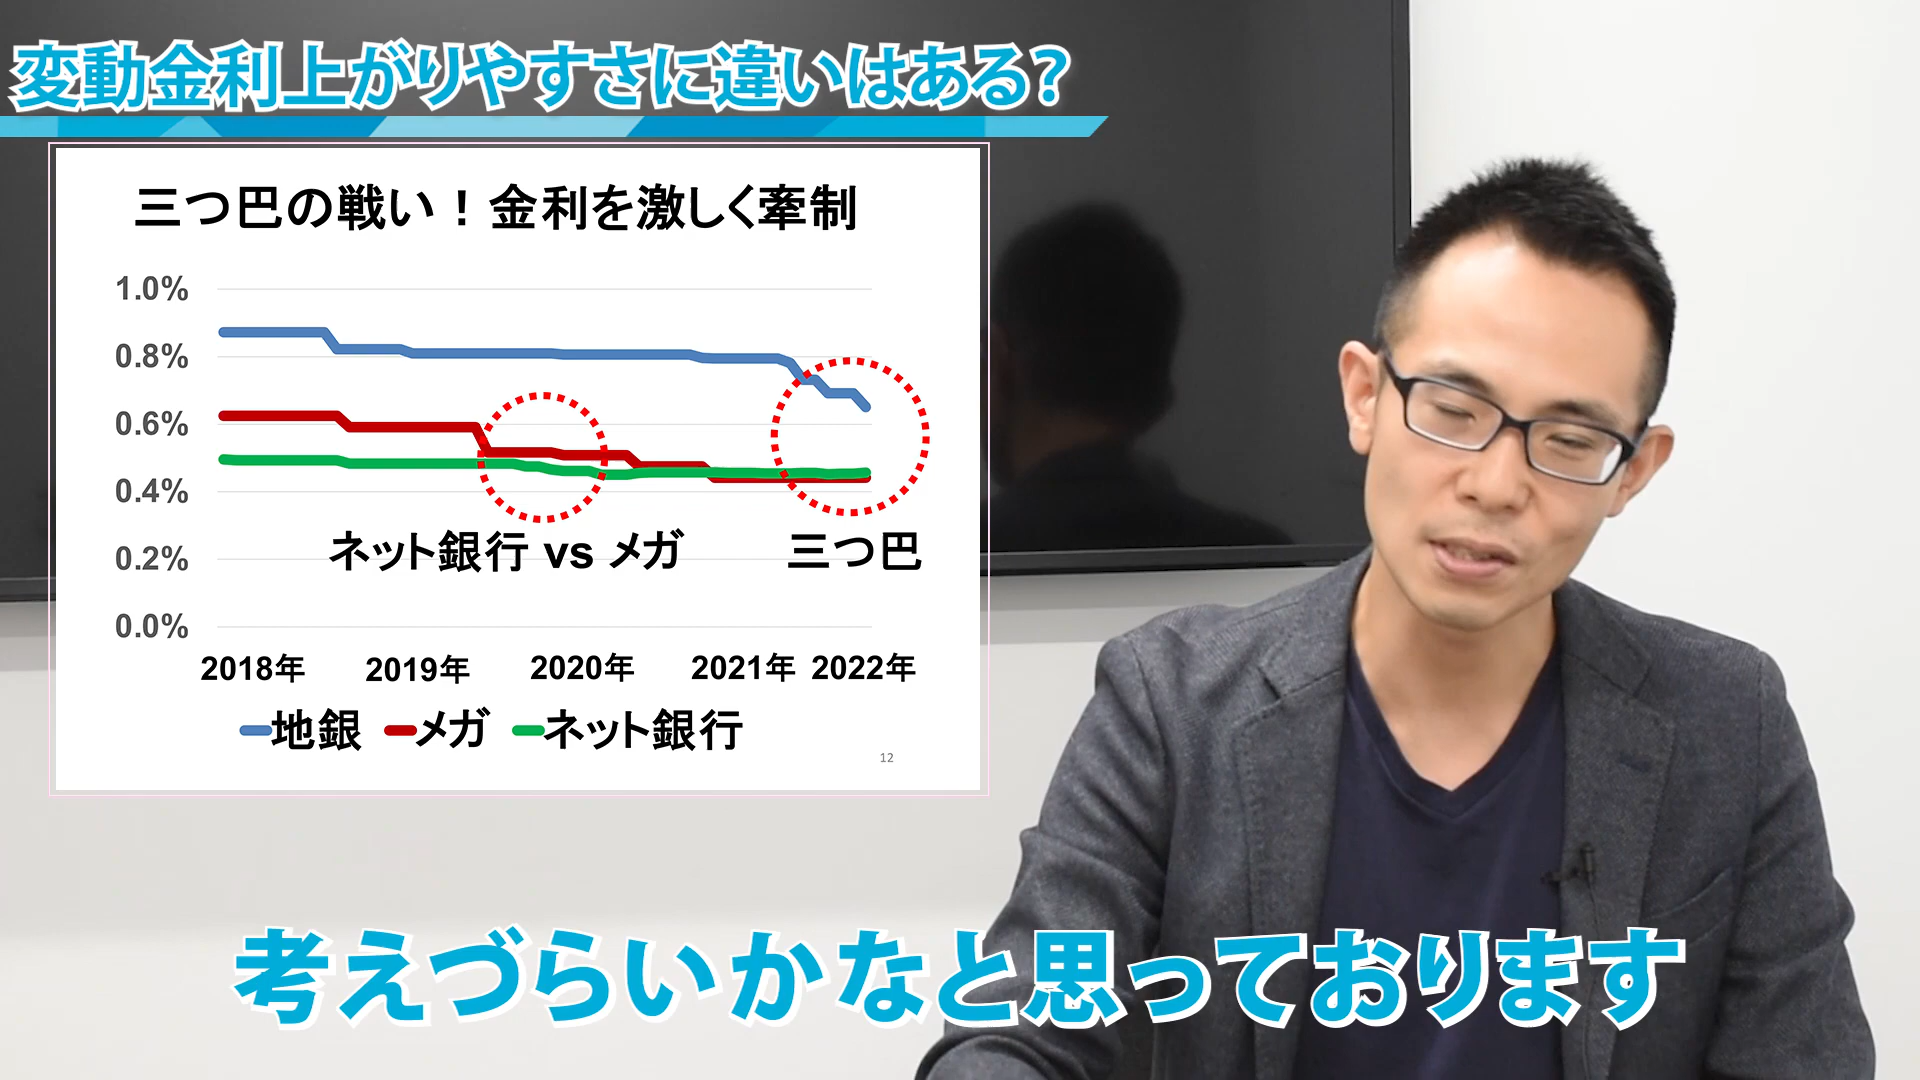 変動金利上がりやすさに違いはある?
三つ巴の戦い！金利を激しく牽制
1.0%
0.8%
0.6%
0.4%
0.2%
0.0%
ネット銀行 vs メガ
三つ巴
2018年 2019年 2020年 2021年 2022年
地銀 メガ ネット銀行
12
考えづらいかなと思っております